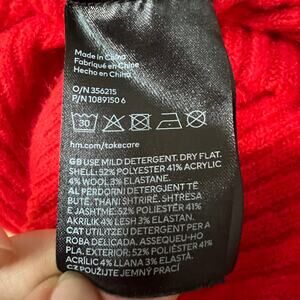 Made in China
Fabriqué en Chine
Hecho en China
O/N 356215
P/N 1089150 6
30
hm.com/takecare
GB USE MILD DETERGENT. DRY FLAT.
SHELL: 52% POLYESTER 41% ACRYLIC
4% WOOL 3% ELASTANE.
AL PËRDORNI DETERGJENT TË
BUTË. THANI SHTRIRË. SHTRESA
E JASHTME: 52% POLIESTËR 41%
AKRILIK 4% LESH 3% ELASTAN.
CAT UTILITZEU DETERGENT PER A
ROBA DELICADA. ASSEQUEU-HO
PLA. EXTERIOR: 52% POLIÈSTER 41%
ACRÍLIC 4% LLANA 3% ELASTÀ.
CZ POUŽIJTE JEMNÝ PRACÍ